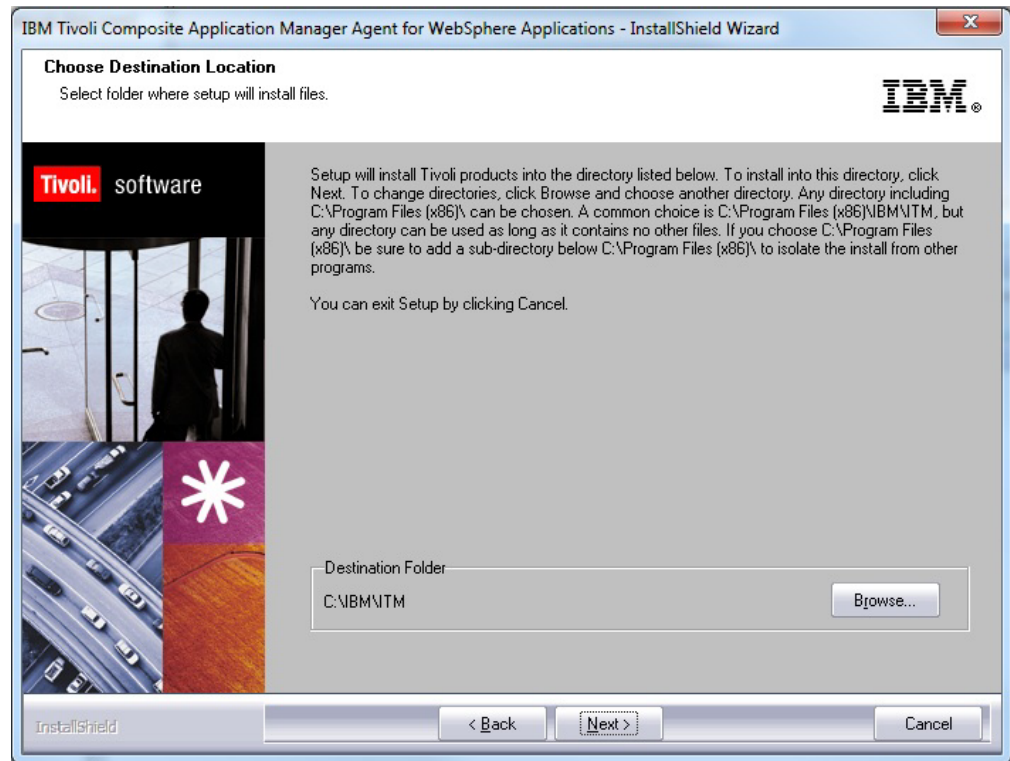 IBM Tivoli Composite Application Manager Agent for WebSphere Applications - InstallShield Wizard
Choose Destination Location
Select folder where setup will install files.
IBM®
Tivoli. software
Setup will install Tivoli products into the directory listed below. To install into this directory, click
Next. To change directories, click Browse and choose another directory. Any directory including
C:\Program Files (x86)\ can be chosen. A common choice is C:\Program Files (x86)\IBM\ITM, but
any directory can be used as long as it contains no other files. If you choose C:\Program Files
(x86)\ be sure to add a sub-directory below C:\Program Files (x86)\ to isolate the install from other
programs.
You can exit Setup by clicking Cancel.
Destination Folder
C:\IBM\ITM
Browse...
InstallShield
< Back
Next >
Cancel